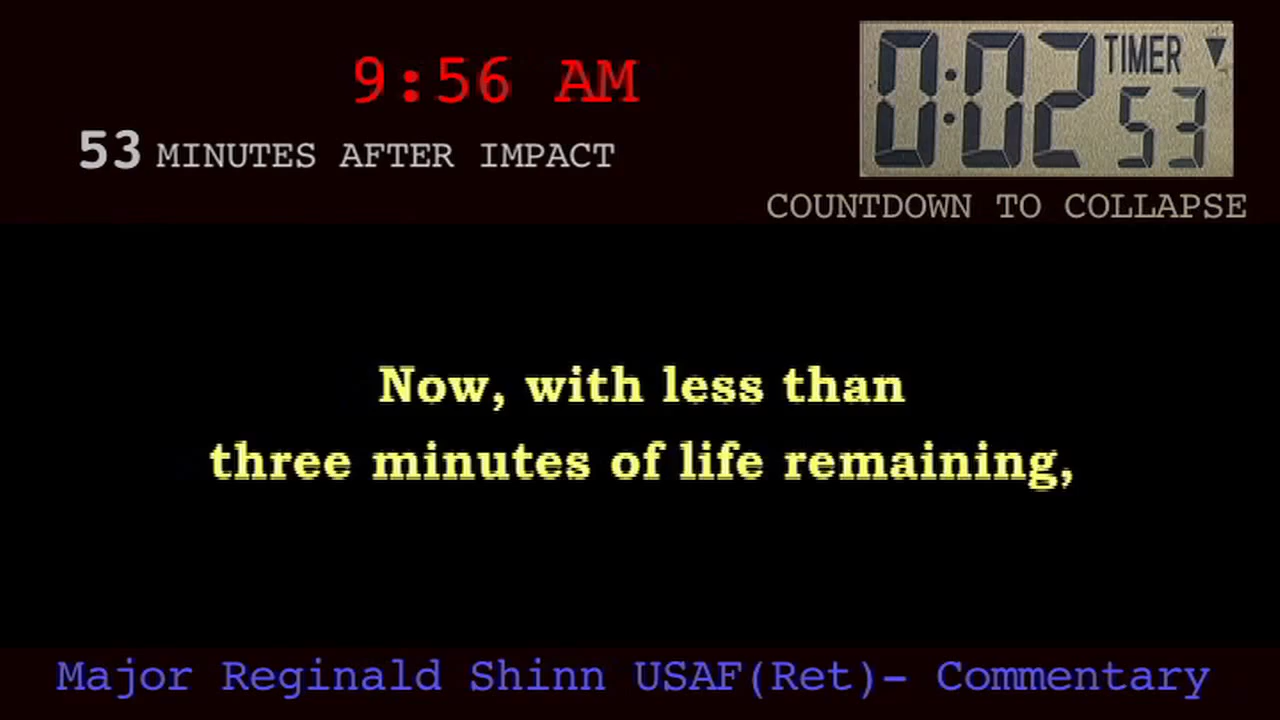 9:56 AM
53 MINUTES AFTER IMPACT
0:02 53 TIMER
COUNTDOWN TO COLLAPSE
Now, with less than
three minutes of life remaining,
Major Reginald Shinn USAF(Ret)- Commentary